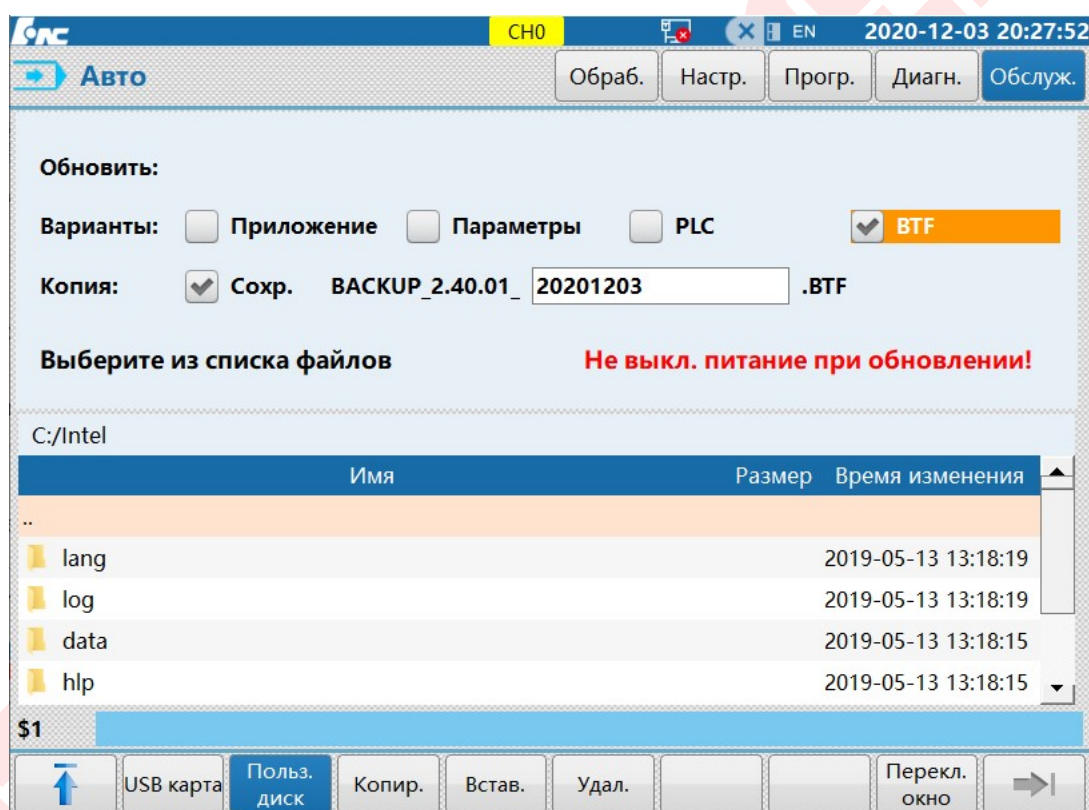 HNC CH0 EN 2020-12-03 20:27:52
Авто Обраб. Настр. Прогр. Диагн. Обслуж.
Обновить:
Варианты: Приложение Параметры PLC BTF
Копия: Сохр. BACKUP_2.40.01_ 20201203 .BTF
Выберите из списка файлов Не выкл. питание при обновлении!
C:/Intel
Имя Размер Время изменения
..
lang 2019-05-13 13:18:19
log 2019-05-13 13:18:19
data 2019-05-13 13:18:15
hlp 2019-05-13 13:18:15
$1
USB карта Польз. диск Копир. Встав. Удал. Перекл. окно